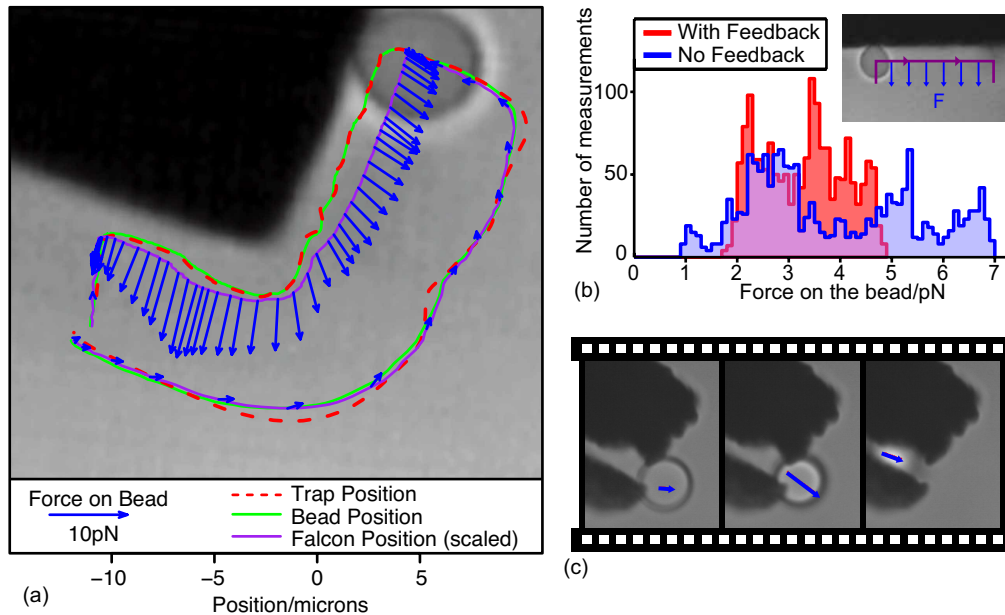 Force on Bead
10pN
Trap Position
Bead Position
Falcon Position (scaled)
−10 −5 0 5
Position/microns
(a)
(b)
With Feedback
No Feedback
F
Number of measurements
100
50
0
0 1 2 3 4 5 6 7
Force on the bead/pN
(c)